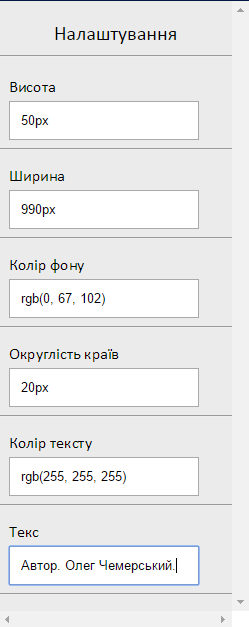 Налаштування
Висота
50px
Ширина
990px
Колір фону
rgb(0, 67, 102)
Округлість країв
20px
Колір тексту
rgb(255, 255, 255)
Текс
Автор. Олег Чемерський.